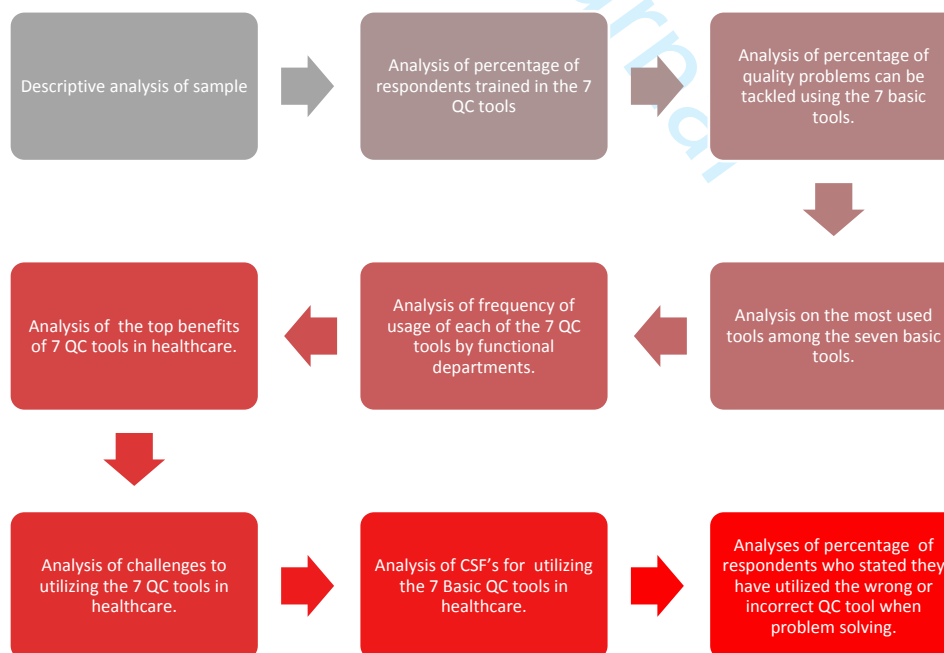 Descriptive analysis of sample
Analysis of percentage of
respondents trained in the 7
QC tools
Analysis of percentage of
quality problems can be
tackled using the 7 basic
tools.
Analysis on the most used
tools among the seven basic
tools.
Analysis of frequency of
usage of each of the 7 QC
tools by functional
departments.
Analysis of  the top benefits
of 7 QC tools in healthcare.
Analysis of challenges to
utilizing the 7 QC tools in
healthcare.
Analysis of CSF's for  utilizing
the 7 Basic QC tools in
healthcare.
Analyses of percentage  of
respondents who stated they
have utilized the wrong or
incorrect QC tool when
problem solving.